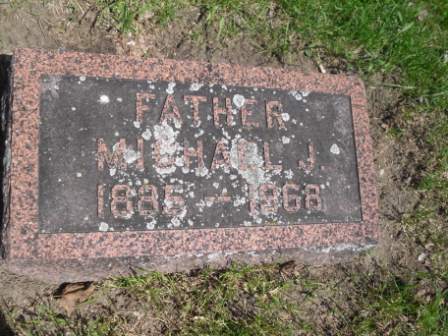 FATHER
MICHAEL J.
1885 – 1968